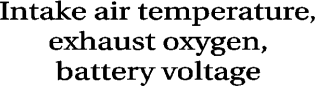 Intake air temperature,
exhaust oxygen,
battery voltage